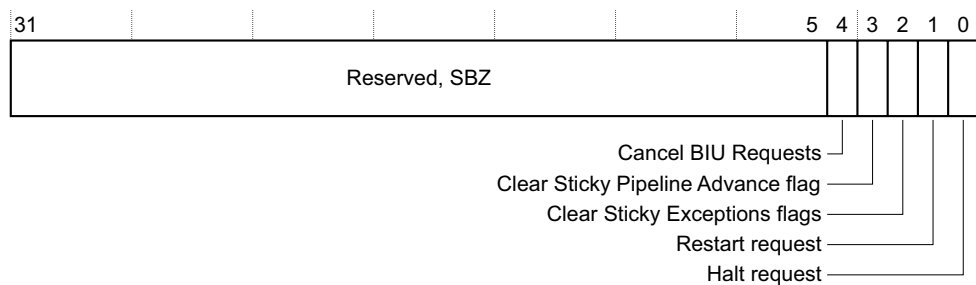 31 5 4 3 2 1 0
Reserved, SBZ
Cancel BIU Requests
Clear Sticky Pipeline Advance flag
Clear Sticky Exceptions flags
Restart request
Halt request